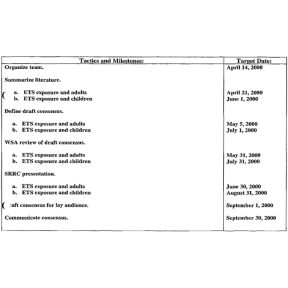 Tactics and Milestones: Target Date:
Organize team. April 14, 2000
Summarize literature.
a. ETS exposure and adults April 21, 2000
b. ETS exposure and children June 1, 2000
Define draft consensus.
a. ETS exposure and adults May 5, 2000
b. ETS exposure and children July 1, 2000
WSA review of draft consensus.
a. ETS exposure and adults May 31, 2000
b. ETS exposure and children July 31, 2000
SRRC presentation.
a. ETS exposure and adults June 30, 2000
b. ETS exposure and children August 31, 2000
aft consensus for lay audience. September 1, 2000
Communicate consensus. September 30, 2000